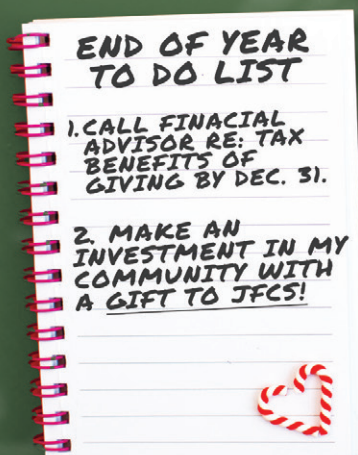 END OF YEAR
TO DO LIST
1. CALL FINACIAL
ADVISOR RE: TAX
BENEFITS OF
GIVING BY DEC. 31.
2. MAKE AN
INVESTMENT IN MY
COMMUNITY WITH
A GIFT TO JFCS!